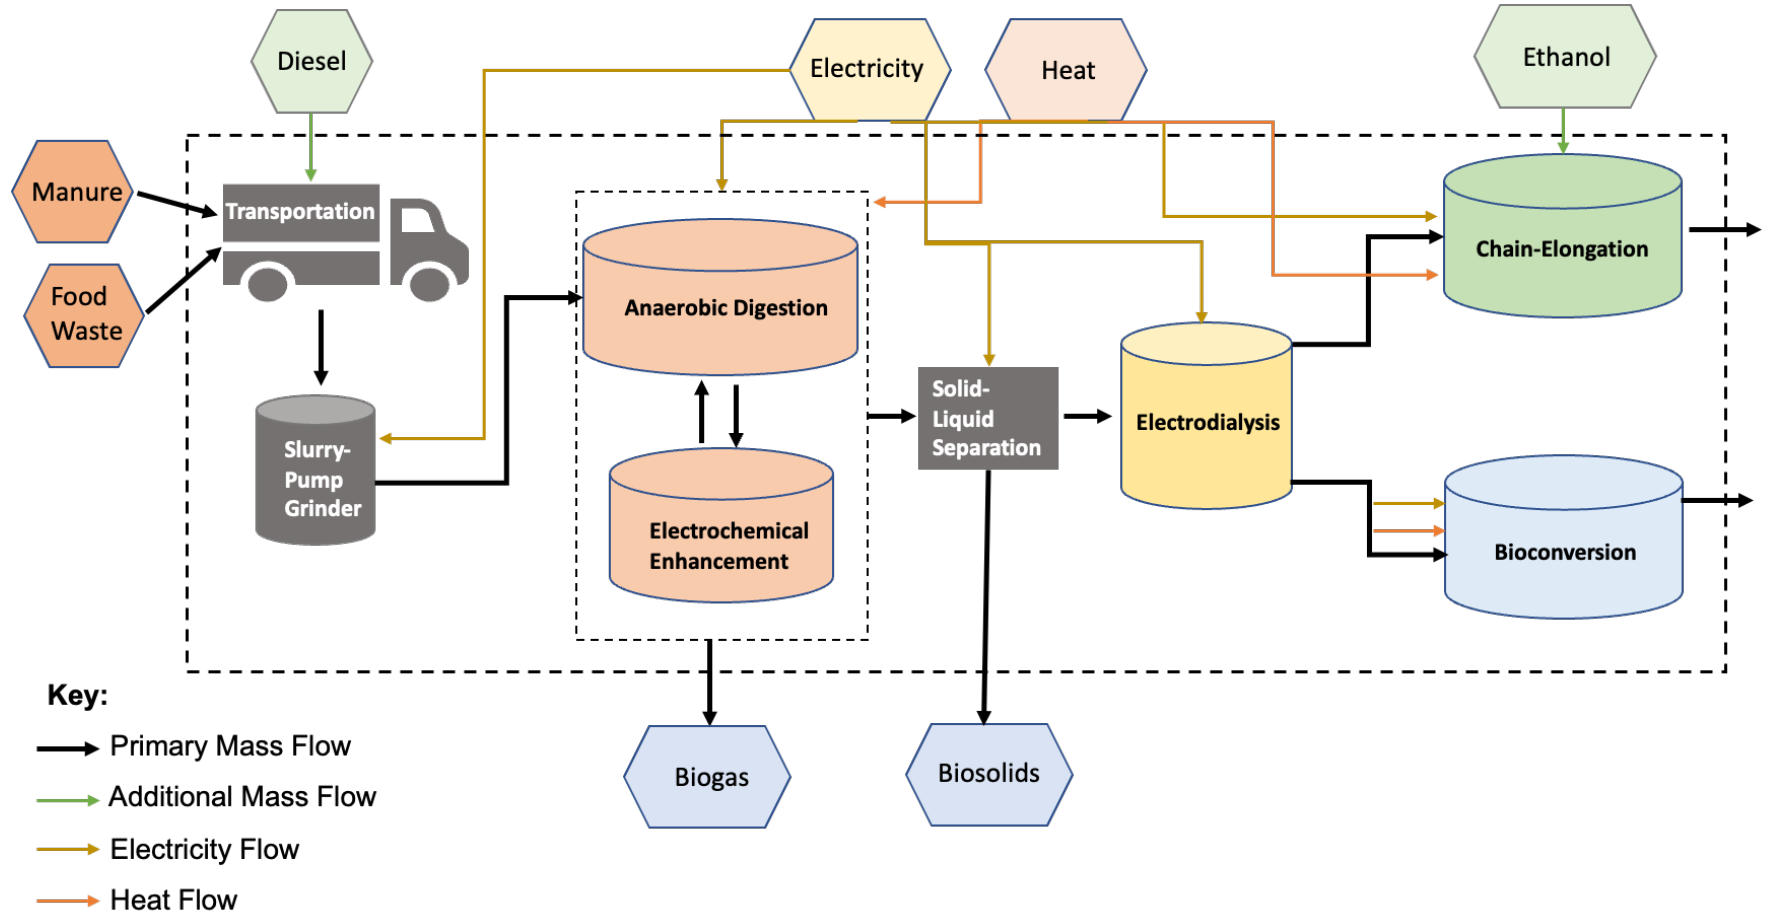 Diesel
Electricity
Heat
Ethanol
Manure
Transportation
Food
Waste
Chain-Elongation
Anaerobic Digestion
Slurry-
Pump
Grinder
Solid-
Liquid
Separation
Electrodialysis
Electrochemical
Enhancement
Bioconversion
Biogas
Biosolids
Key:
Primary Mass Flow
Additional Mass Flow
Electricity Flow
Heat Flow